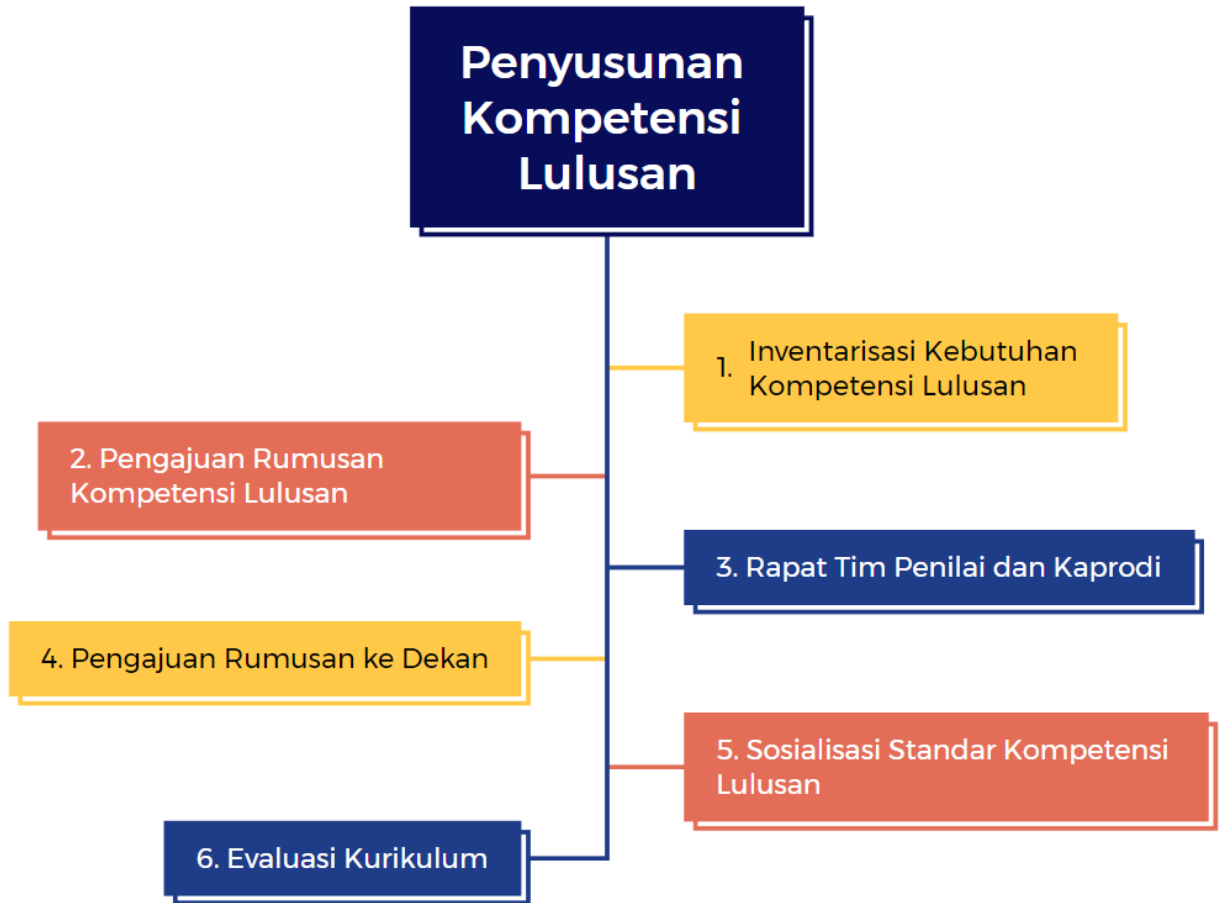 Penyusunan
Kompetensi
Lulusan
1. Inventarisasi Kebutuhan
Kompetensi Lulusan
2. Pengajuan Rumusan
Kompetensi Lulusan
3. Rapat Tim Penilai dan Kaprodi
4. Pengajuan Rumusan ke Dekan
5. Sosialisasi Standar Kompetensi
Lulusan
6. Evaluasi Kurikulum